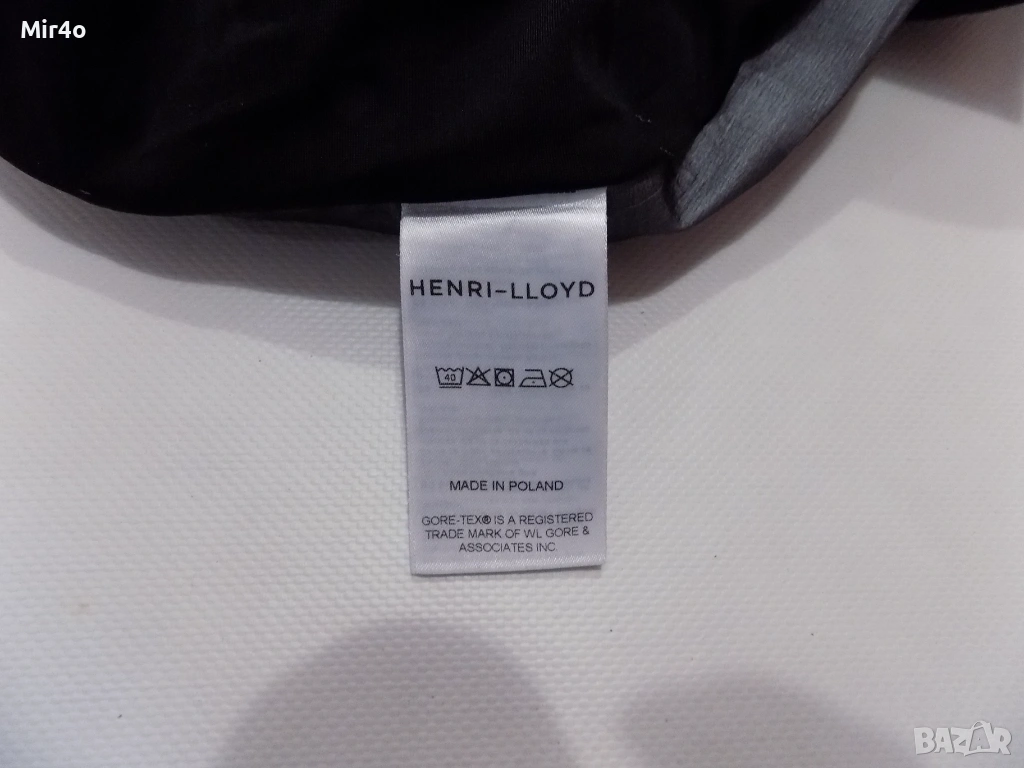 Mir4o
HENRI-LLOYD
40
MADE IN POLAND
GORE-TEX® IS A REGISTERED
TRADE MARK OF WL GORE &
ASSOCIATES INC
BAZAR